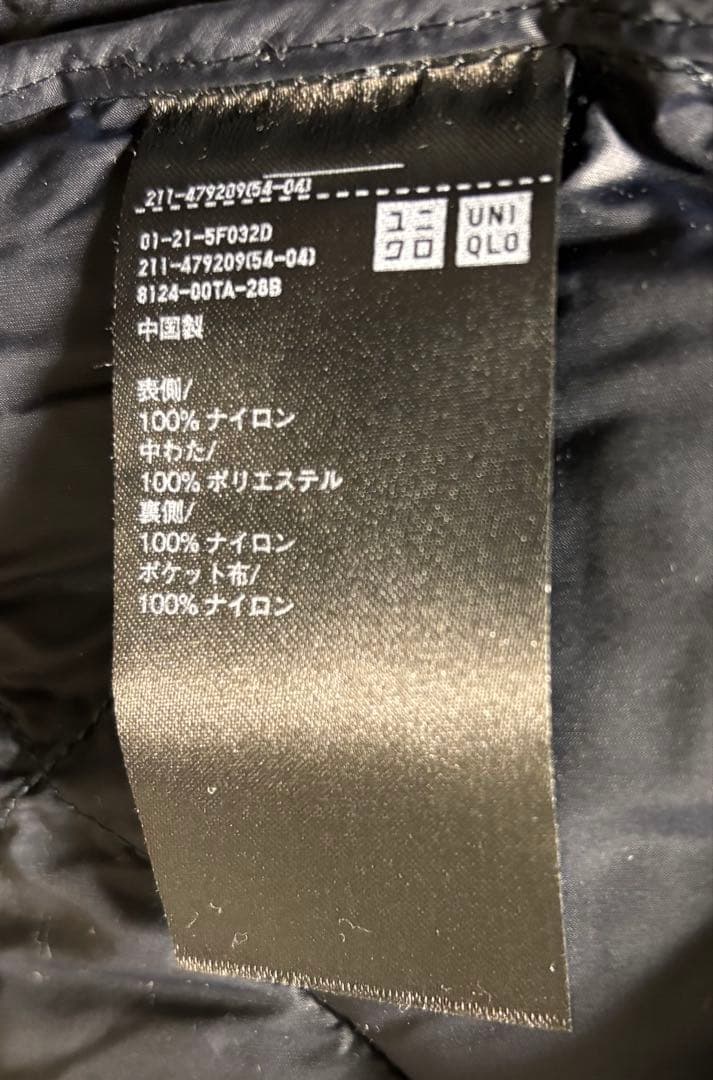 211-479209(54-04)
ユニ
クロ
UNI
QLO
01-21-5F032D
211-479209(54-04)
8124-00TA-28B
中国製
表側/
100% ナイロン
中わた/
100% ポリエステル
裏側/
100% ナイロン
ポケット布/
100% ナイロン